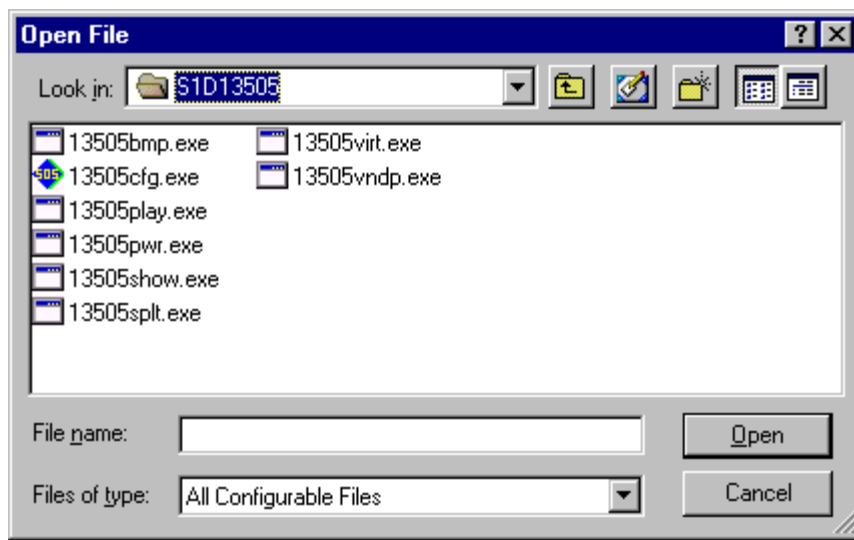 Open File
Look in: S1D13505
13505bmp.exe
13505cfg.exe
13505play.exe
13505pwr.exe
13505show.exe
13505splt.exe
13505virt.exe
13505vndp.exe
File name:
Open
Files of type: All Configurable Files
Cancel